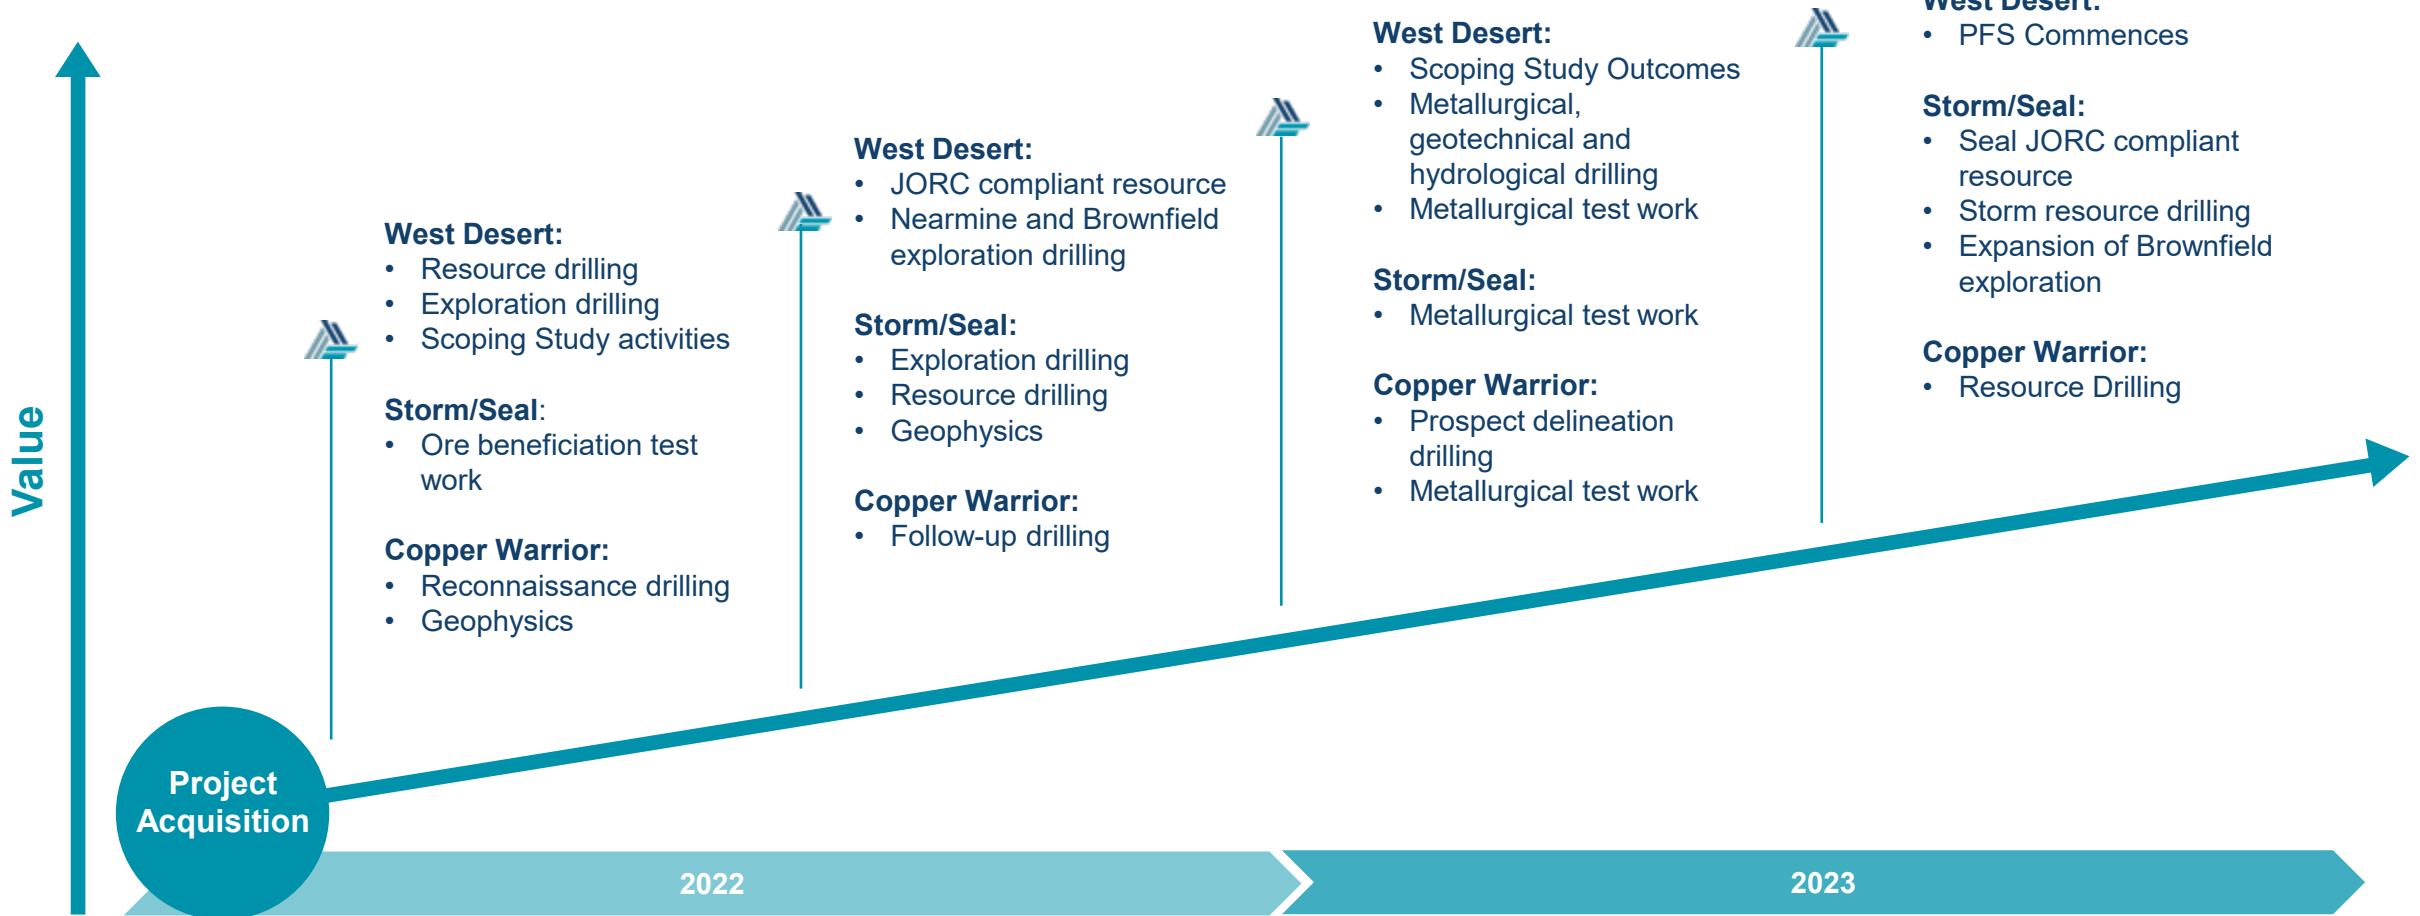 Value
Project
Acquisition
West Desert:
• Resource drilling
• Exploration drilling
• Scoping Study activities
Storm/Seal:
• Ore beneficiation test
work
Copper Warrior:
• Reconnaissance drilling
• Geophysics
West Desert:
• JORC compliant resource
• Nearmine and Brownfield
exploration drilling
Storm/Seal:
• Exploration drilling
• Resource drilling
• Geophysics
Copper Warrior:
• Follow-up drilling
West Desert:
• Scoping Study Outcomes
• Metallurgical,
geotechnical and
hydrological drilling
• Metallurgical test work
Storm/Seal:
• Metallurgical test work
Copper Warrior:
• Prospect delineation
drilling
• Metallurgical test work
West Desert:
• PFS Commences
Storm/Seal:
• Seal JORC compliant
resource
• Storm resource drilling
• Expansion of Brownfield
exploration
Copper Warrior:
• Resource Drilling
2022
2023